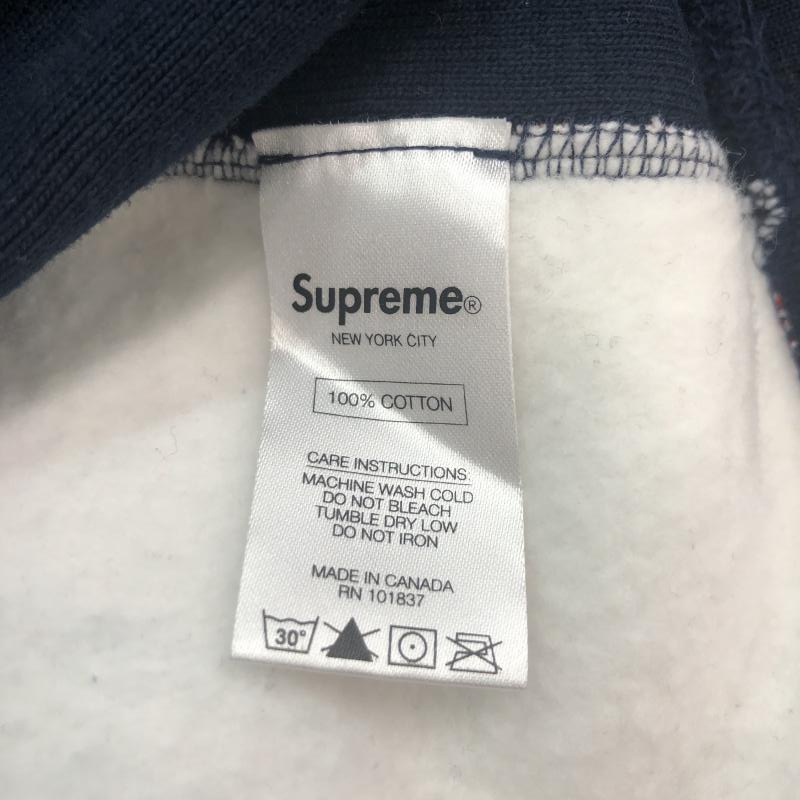 Supreme®
NEW YORK CITY
100% COTTON
CARE INSTRUCTIONS
MACHINE WASH COLD
DO NOT BLEACH
TUMBLE DRY LOW
DO NOT IRON
MADE IN CANADA
RN 101837
30°